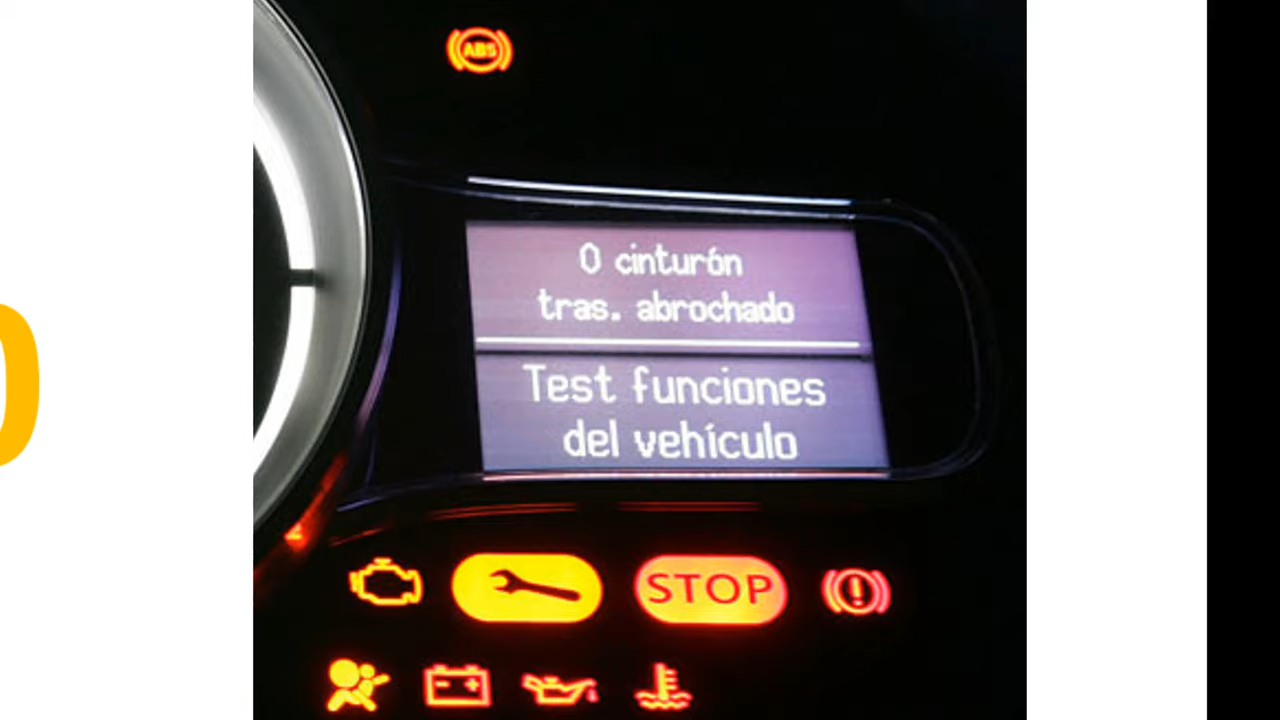 ABS
0 cinturón
tras. abrochado
Test funciones
del vehículo
STOP